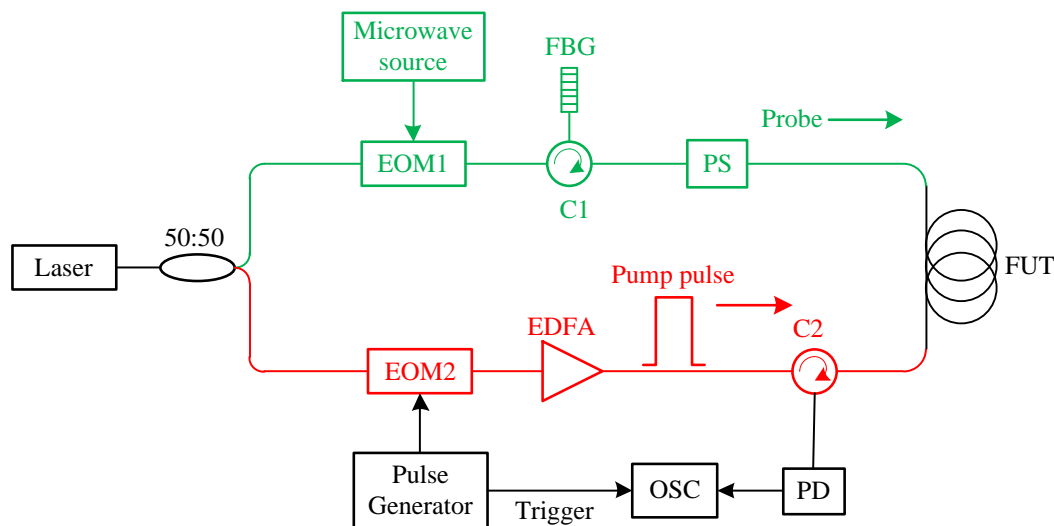 Microwave
source
FBG
Probe
EOM1
PS
C1
50:50
Laser
FUT
Pump pulse
EDFA
C2
EOM2
Pulse
Generator
Trigger
OSC
PD